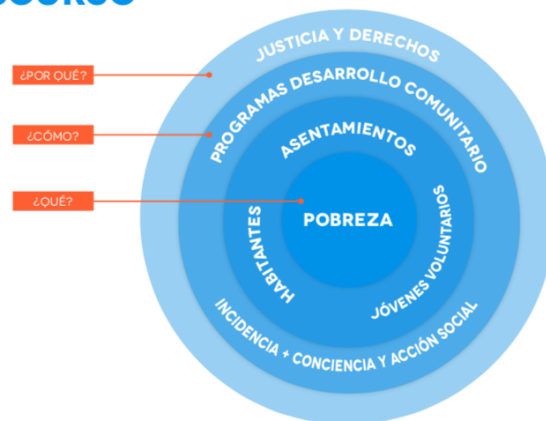 ¿POR QUÉ?
¿CÓMO?
¿QUÉ?
JUSTICIA Y DERECHOS
PROGRAMAS DESARROLLO COMUNITARIO
ASENTAMIENTOS
POBREZA
HABITANTES
JÓVENES VOLUNTARIOS
INCIDENCIA + CONCIENCIA Y ACCIÓN SOCIAL